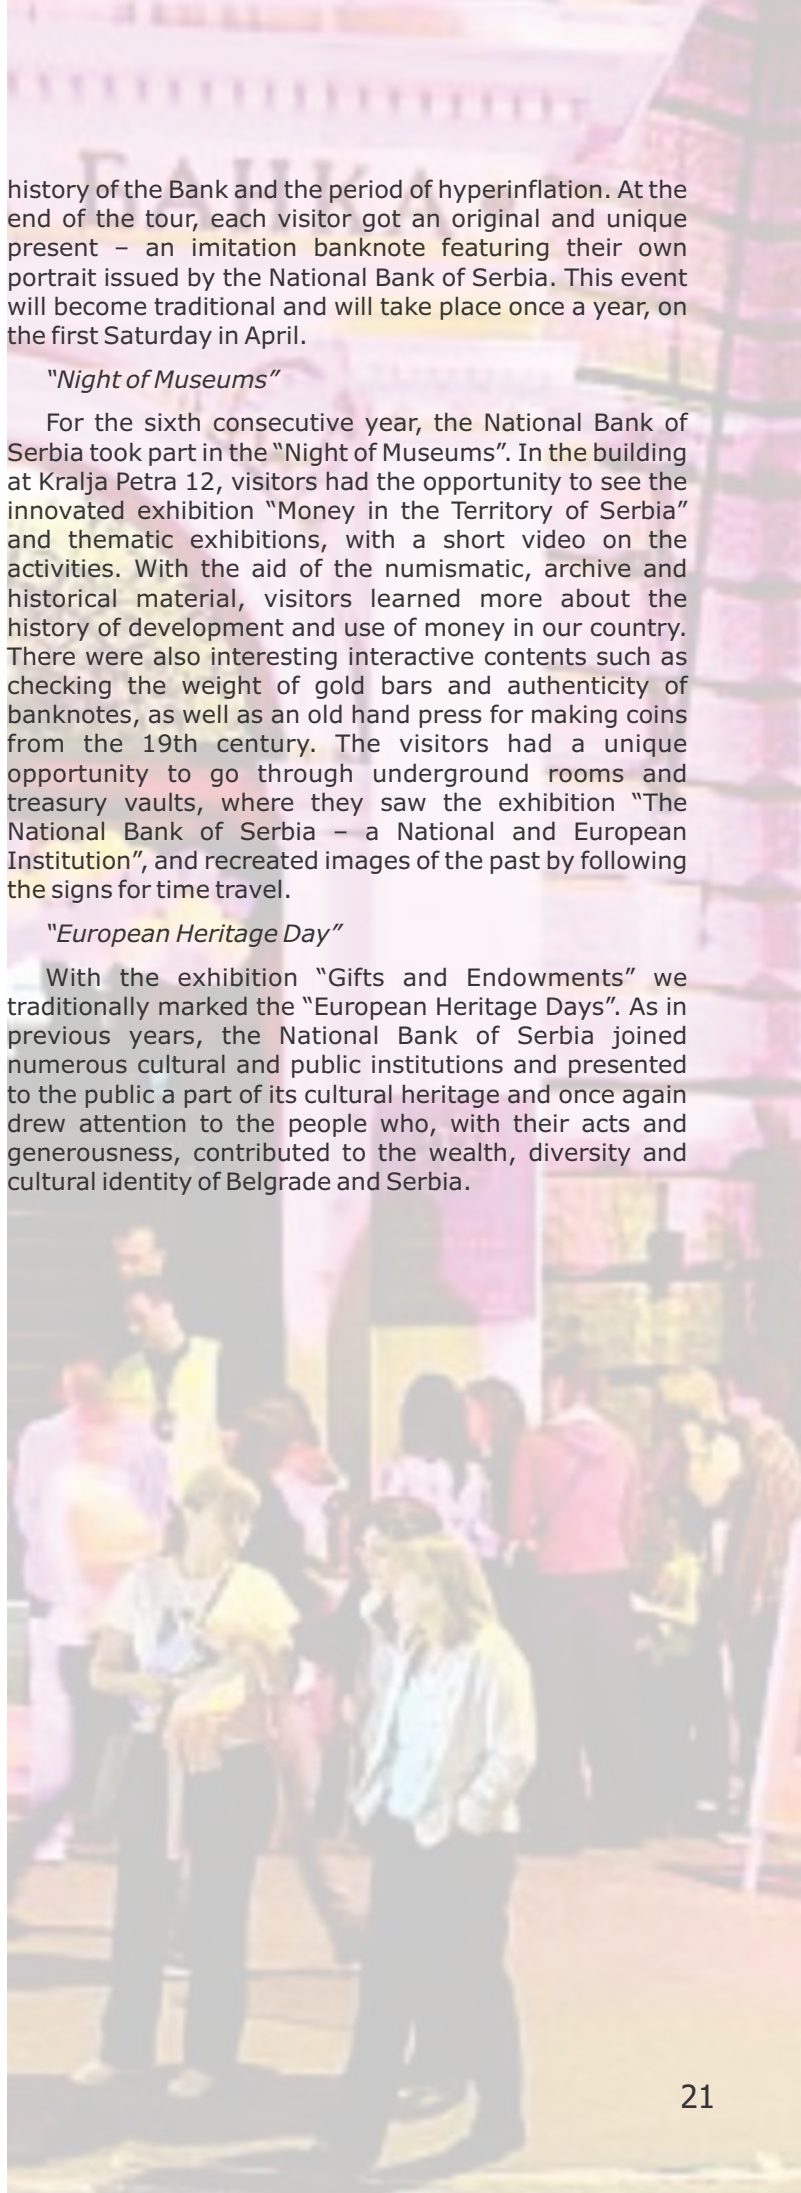 БАНКА
history of the Bank and the period of hyperinflation. At the
end of the tour, each visitor got an original and unique
present – an imitation banknote featuring their own
portrait issued by the National Bank of Serbia. This event
will become traditional and will take place once a year, on
the first Saturday in April.
“Night of Museums”
For the sixth consecutive year, the National Bank of
Serbia took part in the “Night of Museums”. In the building
at Kralja Petra 12, visitors had the opportunity to see the
innovated exhibition “Money in the Territory of Serbia”
and thematic exhibitions, with a short video on the
activities. With the aid of the numismatic, archive and
historical material, visitors learned more about the
history of development and use of money in our country.
There were also interesting interactive contents such as
checking the weight of gold bars and authenticity of
banknotes, as well as an old hand press for making coins
from the 19th century. The visitors had a unique
opportunity to go through underground rooms and
treasury vaults, where they saw the exhibition “The
National Bank of Serbia – a National and European
Institution”, and recreated images of the past by following
the signs for time travel.
“European Heritage Day”
With the exhibition “Gifts and Endowments” we
traditionally marked the “European Heritage Days”. As in
previous years, the National Bank of Serbia joined
numerous cultural and public institutions and presented
to the public a part of its cultural heritage and once again
drew attention to the people who, with their acts and
generousness, contributed to the wealth, diversity and
cultural identity of Belgrade and Serbia.
21